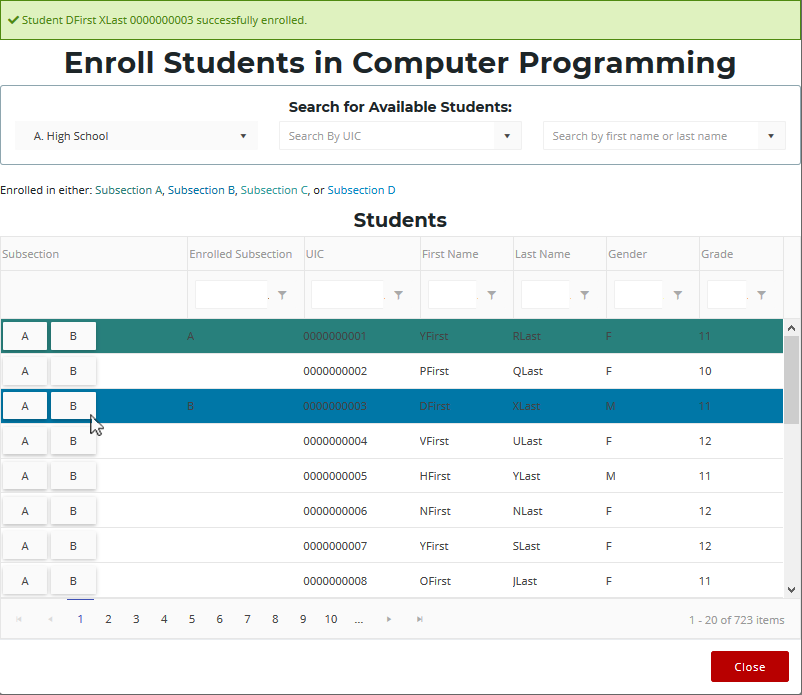 Student DFirst XLast 0000000003 successfully enrolled.
Enroll Students in Computer Programming
Search for Available Students:
A. High School Search By UIC Search by first name or last name
Enrolled in either: Subsection A, Subsection B, Subsection C, or Subsection D
Students
Subsection Enrolled Subsection UIC First Name Last Name Gender Grade
A B A 0000000001 YFirst RLast F 11
A B 0000000002 PFirst QLast F 10
A B B 0000000003 DFirst XLast M 11
A B 0000000004 VFirst ULast F 12
A B 0000000005 HFirst YLast M 11
A B 0000000006 NFirst NLast F 12
A B 0000000007 YFirst SLast F 12
A B 0000000008 OFirst JLast F 11
1 2 3 4 5 6 7 8 9 10 ... 1 - 20 of 723 items
Close